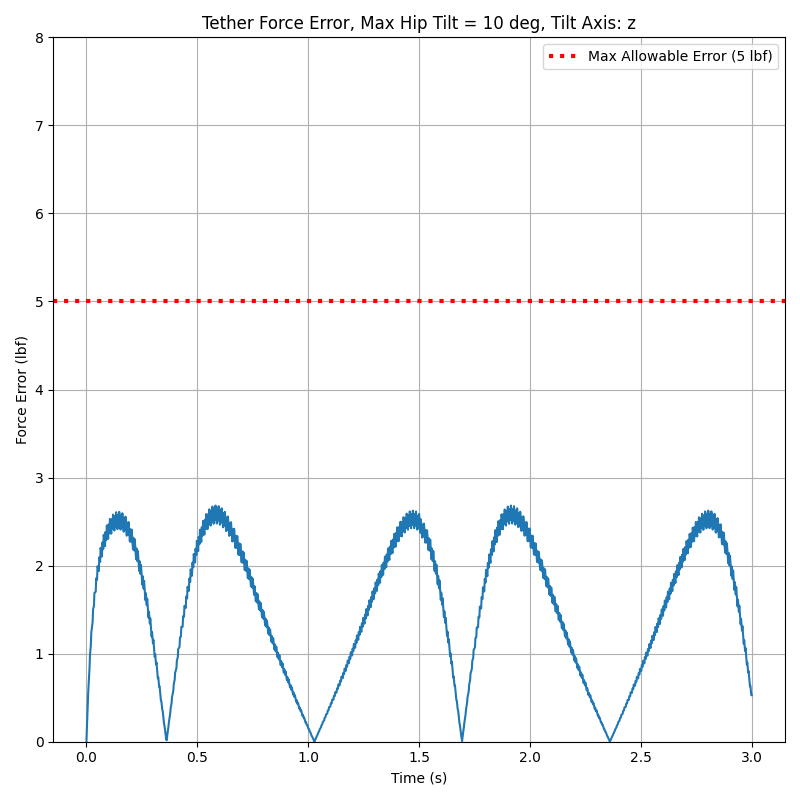 Tether Force Error, Max Hip Tilt = 10 deg, Tilt Axis: z
Max Allowable Error (5 lbf)
Force Error (lbf)
8
7
6
5
4
3
2
1
0
0.0 0.5 1.0 1.5 2.0 2.5 3.0
Time (s)